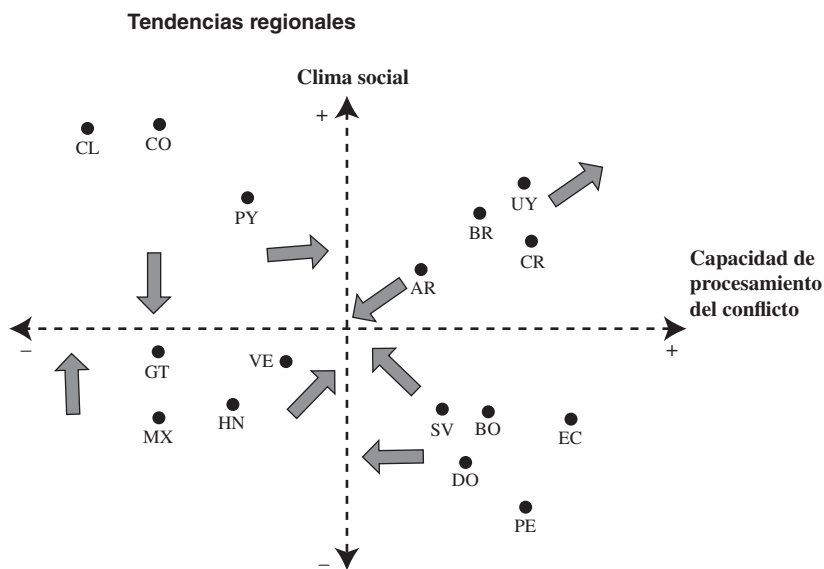 Tendencias regionales
Clima social
+
CL
CO
PY
UY
BR
CR
AR
Capacidad de
procesamiento
del conflicto
–
+
GT
VE
MX
HN
SV
BO
EC
DO
PE
–